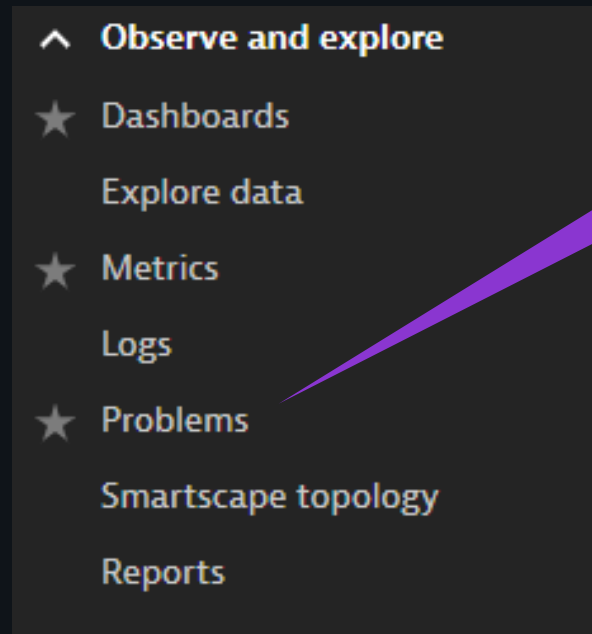 Observe and explore
Dashboards
Explore data
Metrics
Logs
Problems
Smartscape topology
Reports